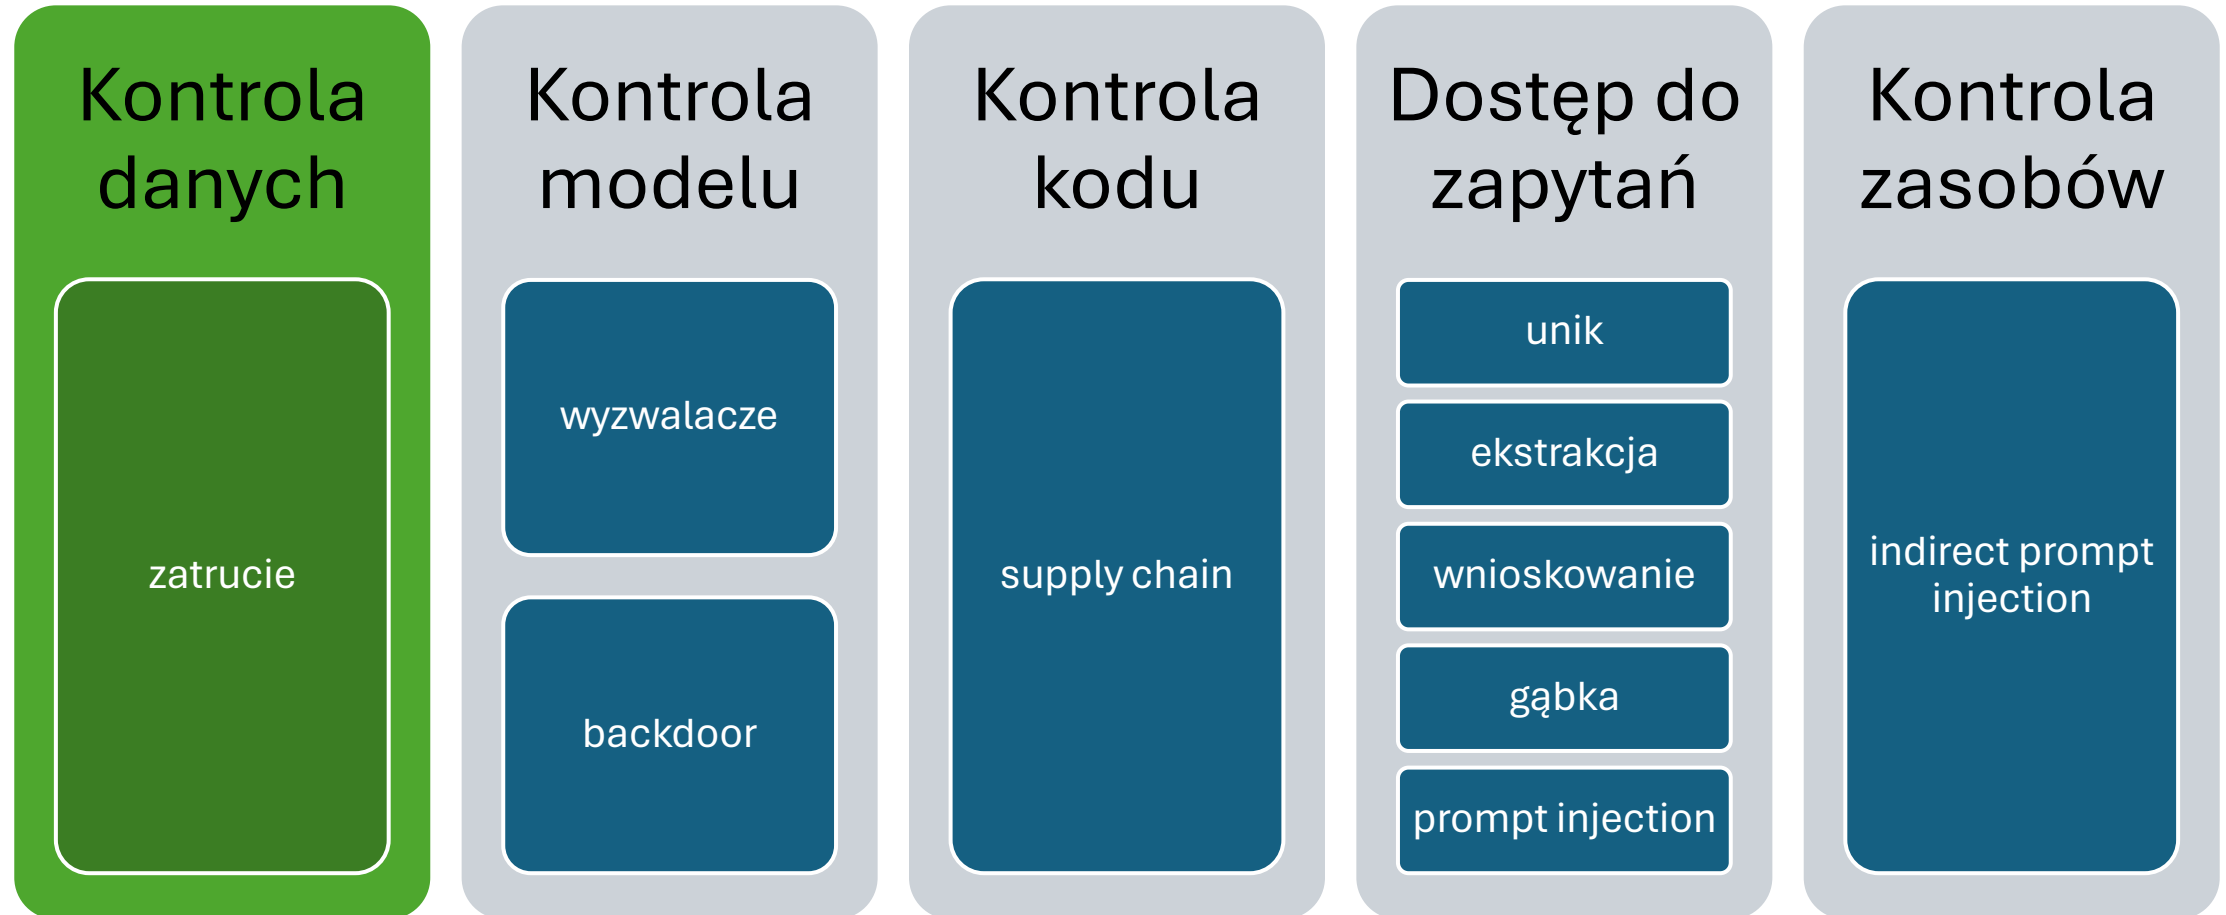 Kontrola
danych
zatrucie
Kontrola
modelu
wyzwalacze
backdoor
Kontrola
kodu
supply chain
Dostęp do
zapytań
unik
ekstrakcja
wnioskowanie
gąbka
prompt injection
Kontrola
zasobów
indirect prompt
injection